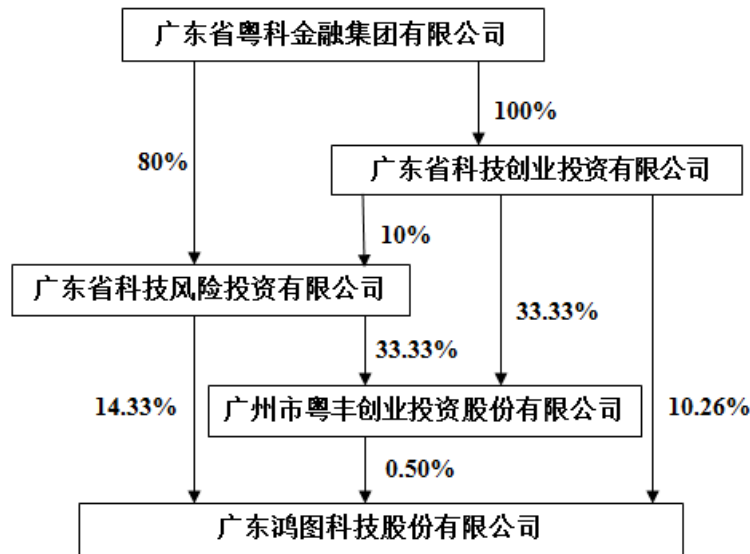 广东省粤科金融集团有限公司
100%
80%
广东省科技创业投资有限公司
10%
广东省科技风险投资有限公司
33.33%
33.33%
14.33%
广州市粤丰创业投资股份有限公司
10.26%
0.50%
广东鸿图科技股份有限公司